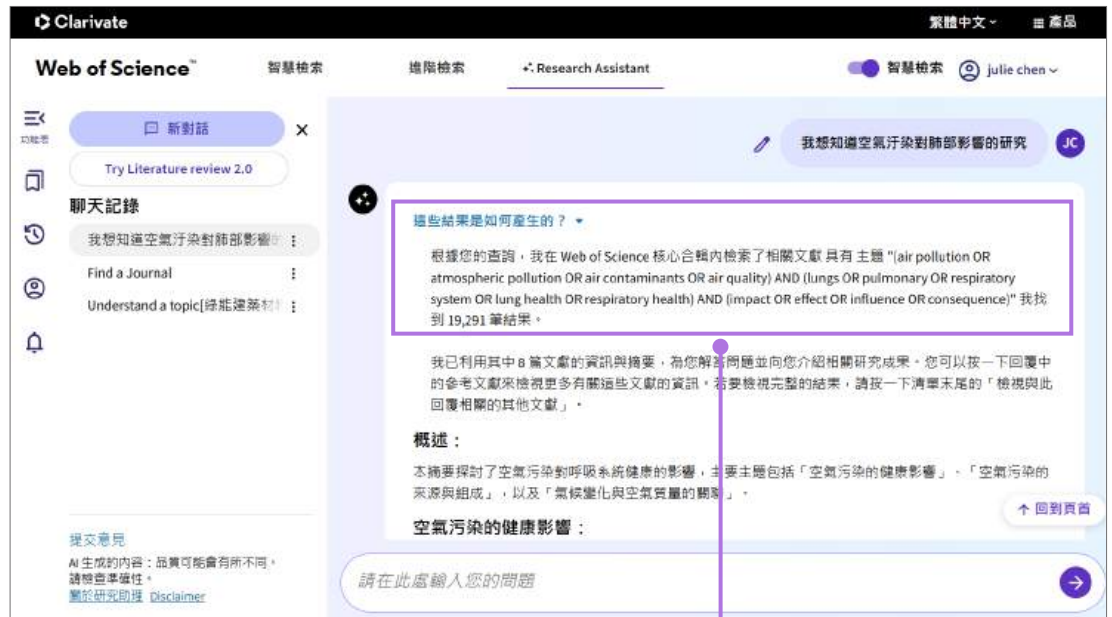 Clarivate
繁體中文
產品
Web of Science™
智慧檢索
進階檢索
Research Assistant
智慧檢索
julie chen
功能表
新對話
Try Literature review 2.0
聊天記錄
我想知道空氣汙染對肺部影響
Find a Journal
Understand a topic[綠能建築材
提交意見
AI 生成的內容：品質可能會有所不同，
請檢查準確性。
關於研究助理 Disclaimer
我想知道空氣汙染對肺部影響的研究
JC
這些結果是如何產生的？
根據您的查詢，我在 Web of Science 核心合輯內檢索了相關文獻 具有 主題 "(air pollution OR
atmospheric pollution OR air contaminants OR air quality) AND (lungs OR pulmonary OR respiratory
system OR lung health OR respiratory health) AND (impact OR effect OR influence OR consequence)" 我找
到 19,291 筆結果。
我已利用其中 8 篇文獻的資訊與摘要，為您解答問題並向您介紹相關研究成果。您可以按一下回覆中
的參考文獻來檢視更多有關這些文獻的資訊。若要檢視完整的結果，請按一下清單末尾的「檢視與此
回覆相關的其他文獻」。
概述：
本摘要探討了空氣污染對呼吸系統健康的影響，主要主題包括「空氣污染的健康影響」、「空氣污染的
來源與組成」，以及「氣候變化與空氣質量的關聯」。
空氣污染的健康影響：
回到頁首
請在此處輸入您的問題